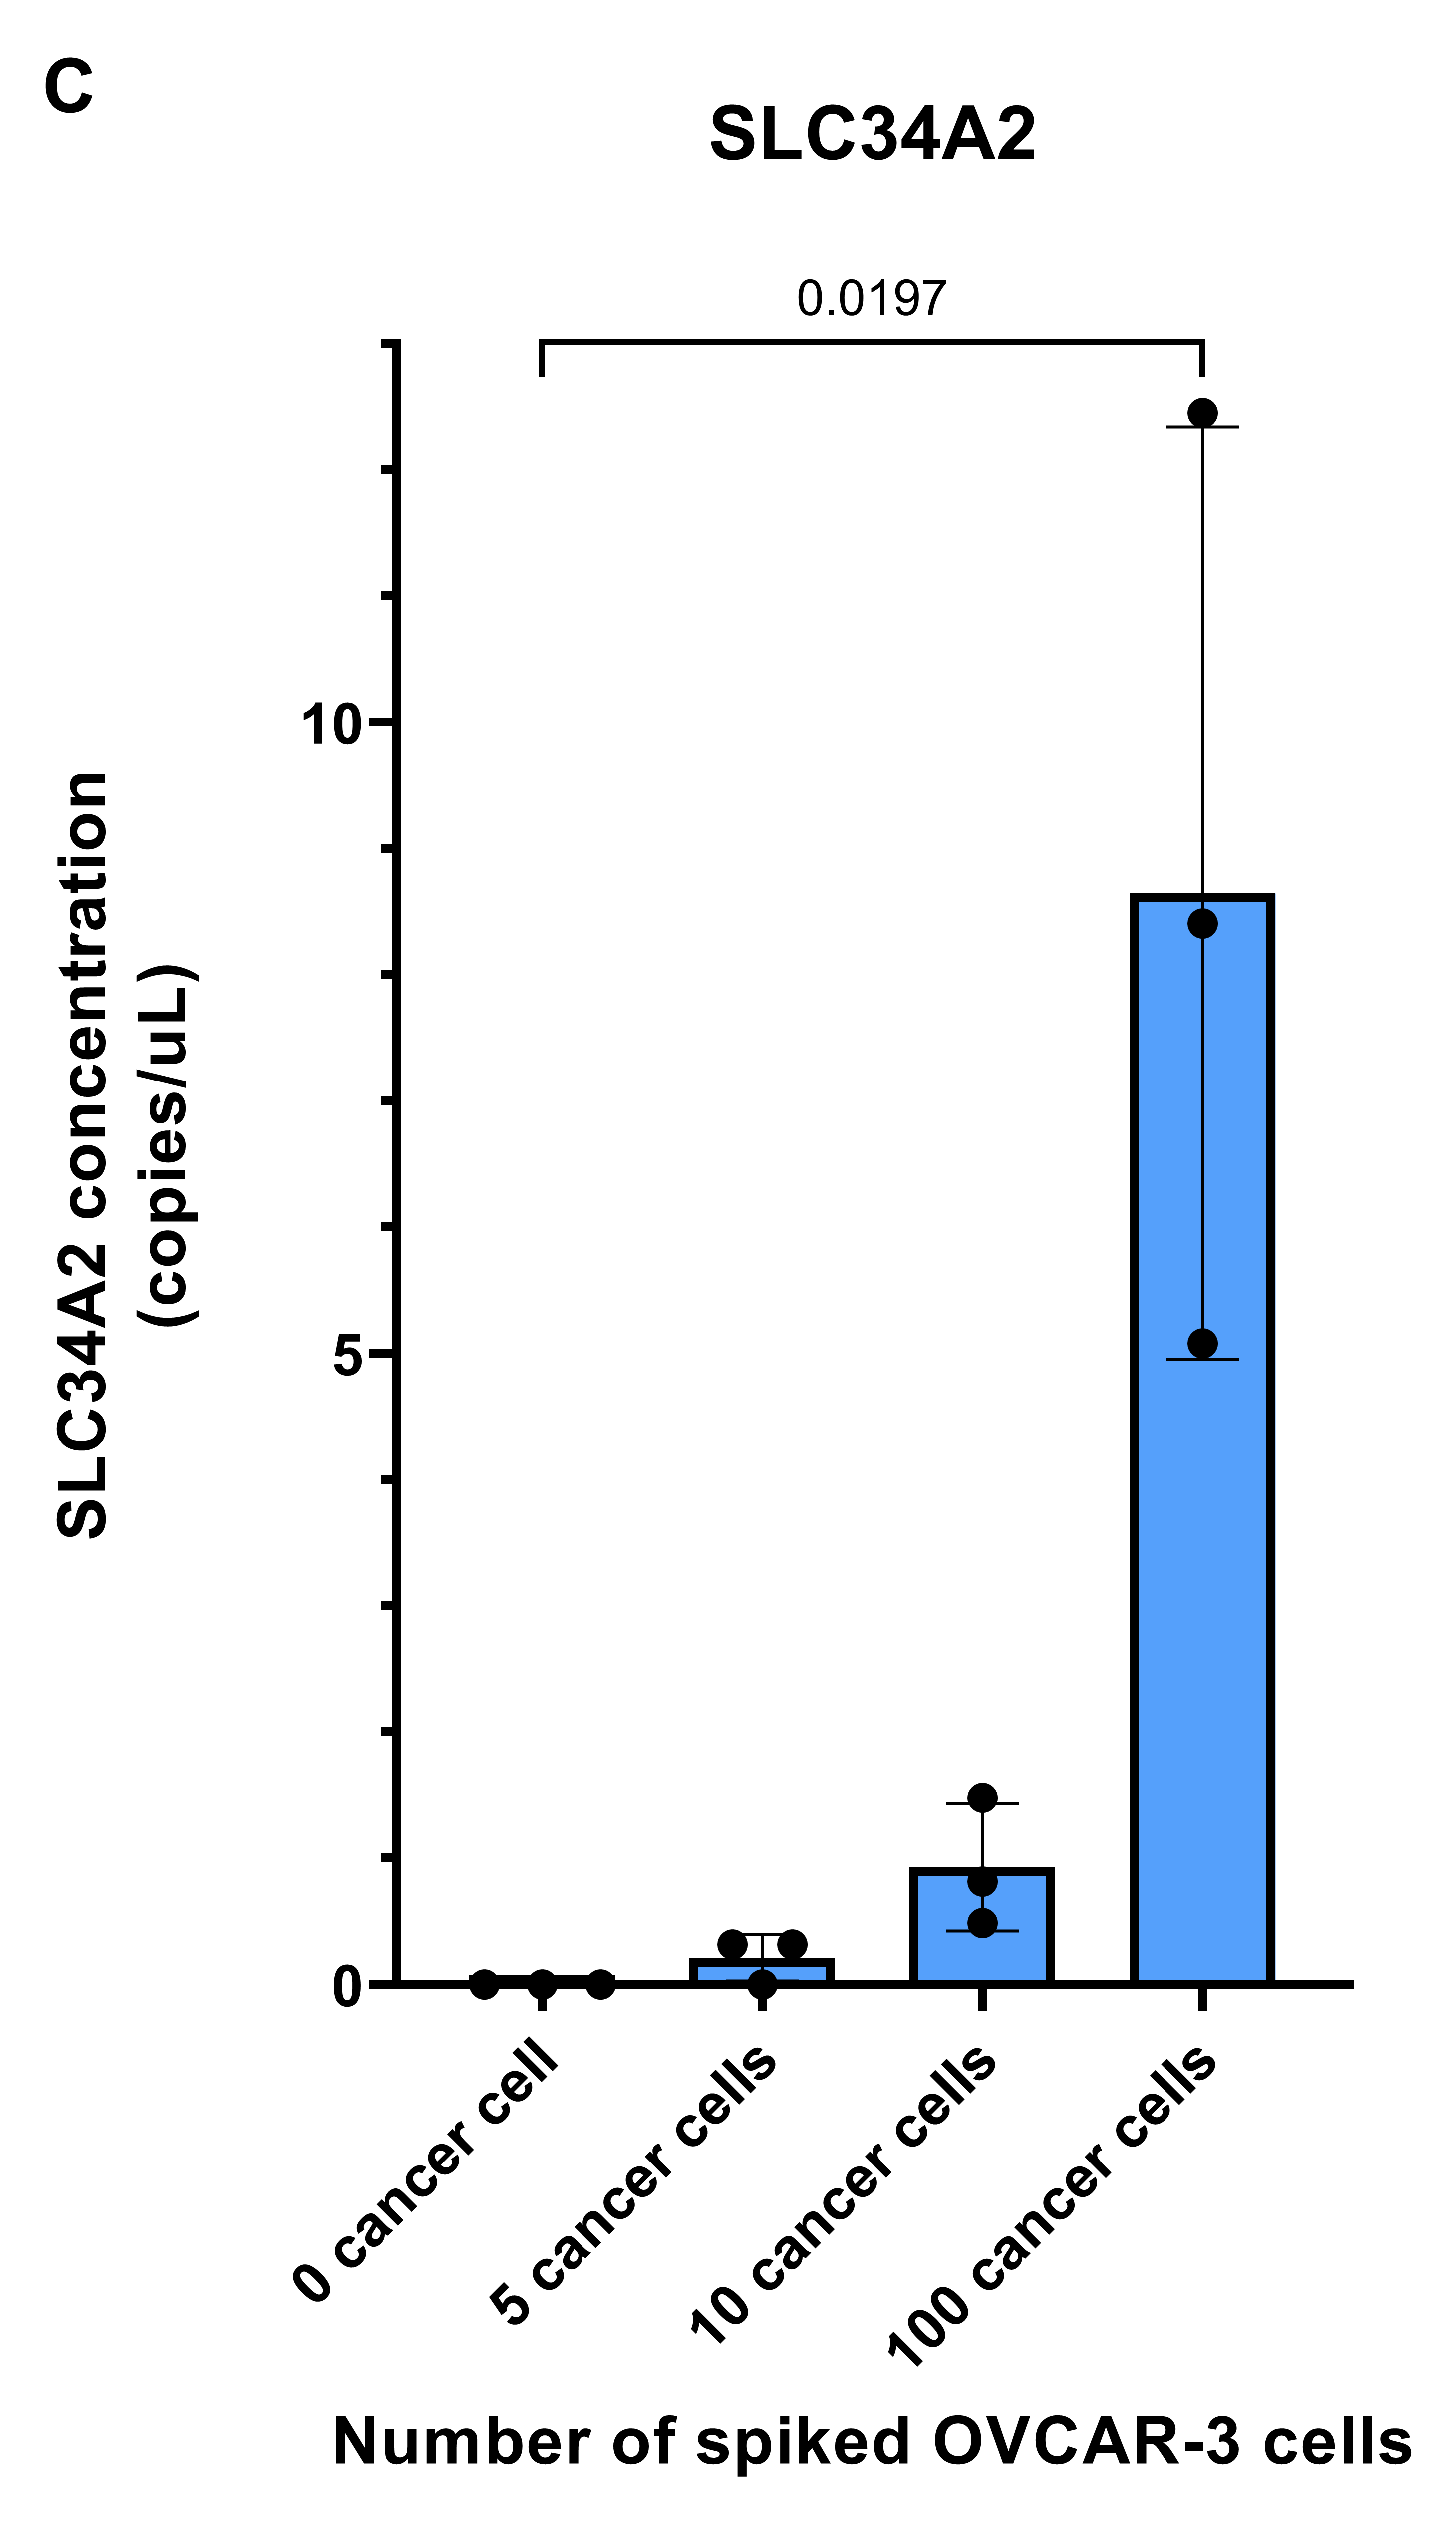 C
SLC34A2
0.0197
10
5
0
SLC34A2 concentration
(copies/uL)
0 cancer cell
5 cancer cells
10 cancer cells
100 cancer cells
Number of spiked OVCAR-3 cells